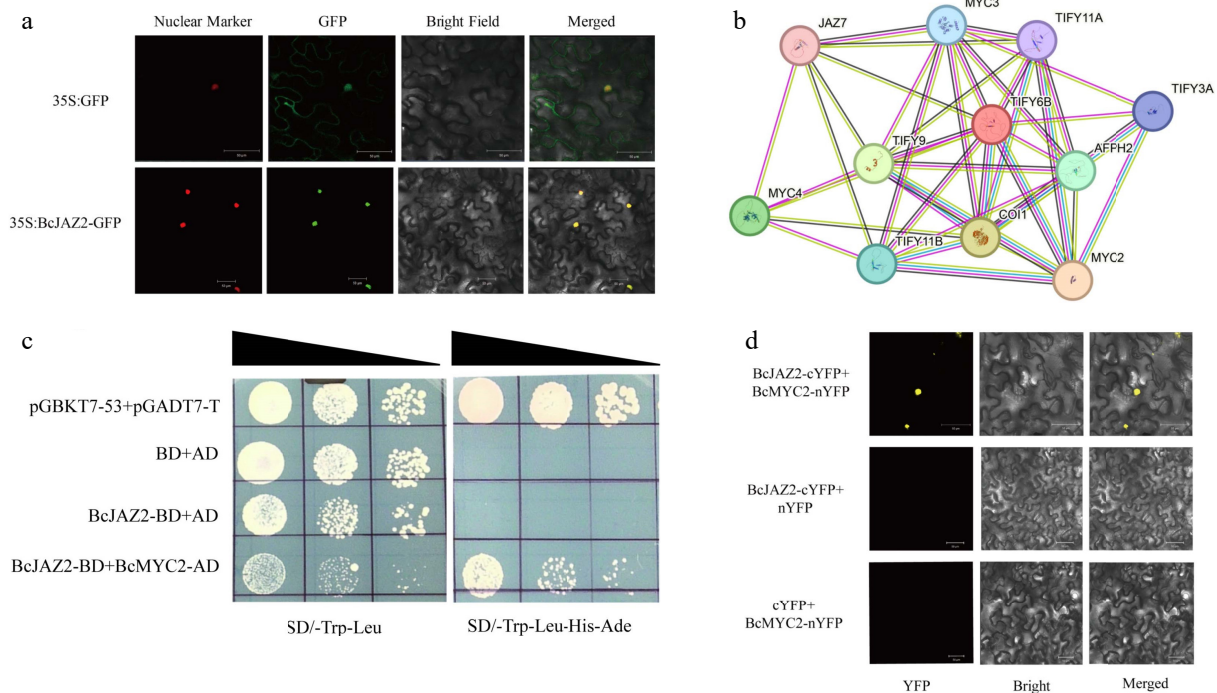 a
Nuclear Marker GFP Bright Field Merged
35S:GFP
35S:BcJAZ2-GFP
b
MYC3
JAZ7
TIFY11A
TIFY3A
TIFY6B
TIFY9
AFPH2
MYC4
COI1
TIFY11B
MYC2
c
pGBKT7-53+pGADT7-T
BD+AD
BcJAZ2-BD+AD
BcJAZ2-BD+BcMYC2-AD
SD/-Trp-Leu SD/-Trp-Leu-His-Ade
d
BcJAZ2-cYFP+
BcMYC2-nYFP
BcJAZ2-cYFP+
nYFP
cYFP+
BcMYC2-nYFP
YFP Bright Merged